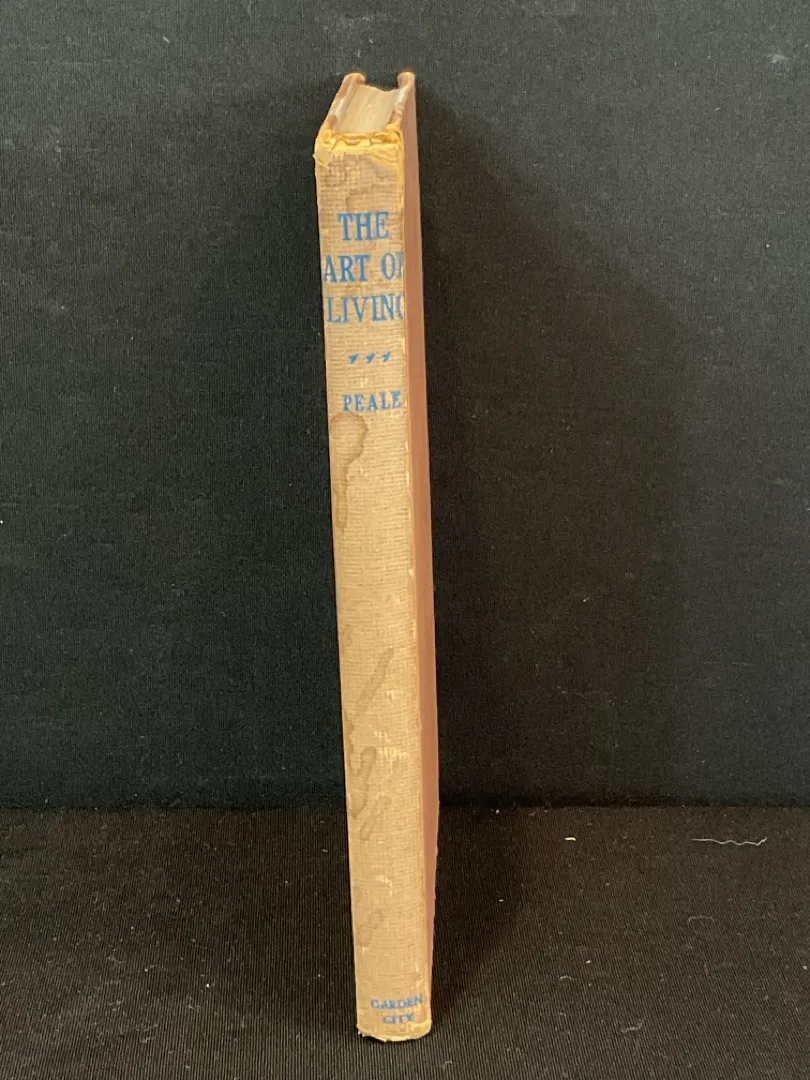 THE
ART OF
LIVING
PEALE
GARDEN
CITY